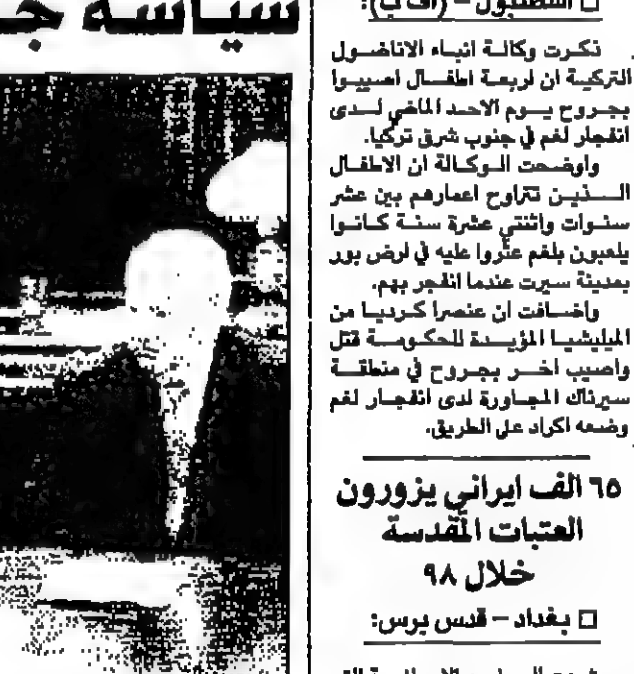 سياسة
□ اسطنبول – (اف ب):
ذكرت وكالة انباء الاناضول
التركية ان اربعة اطفال اصيبوا
بجروح يوم الاحد الماضي لدى
انفجار لغم في جنوب شرق تركيا.
واوضحت الوكالة ان الاطفال
الذين تتراوح اعمارهم بين عشر
سنوات واثنتي عشرة سنة كانوا
يلعبون بلغم عثروا عليه في ارض بور
بمدينة سيرت عندما انفجر بهم.
واضافت ان عنصرا كرديا من
الميليشيا المؤيدة للحكومة قتل
واصيب اخر بجروح في منطقة
سيرناك المجاورة لدى انفجار لغم
وضعه اكراد على الطريق.
٦٥ الف ايراني يزورون
العتبات المقدسة
خلال ٩٨
□ بغداد – قدس برس: